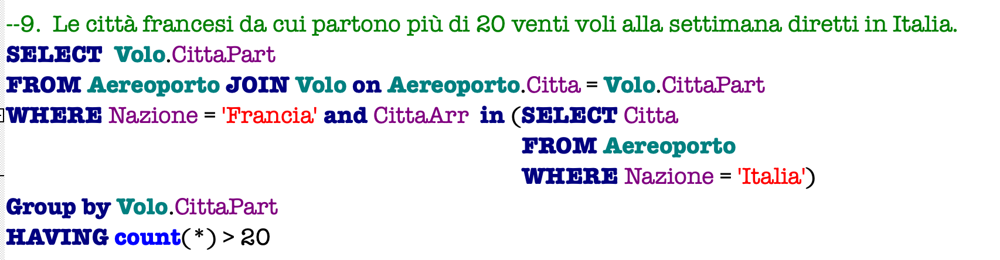 --9.  Le città francesi da cui partono più di 20 venti voli alla settimana diretti in Italia.
SELECT  Volo.CittaPart
FROM Aereoporto JOIN Volo on Aereoporto.Citta = Volo.CittaPart
WHERE Nazione = 'Francia' and CittaArr  in (SELECT Citta
FROM Aereoporto
WHERE Nazione = 'Italia')
Group by Volo.CittaPart
HAVING count(*) > 20